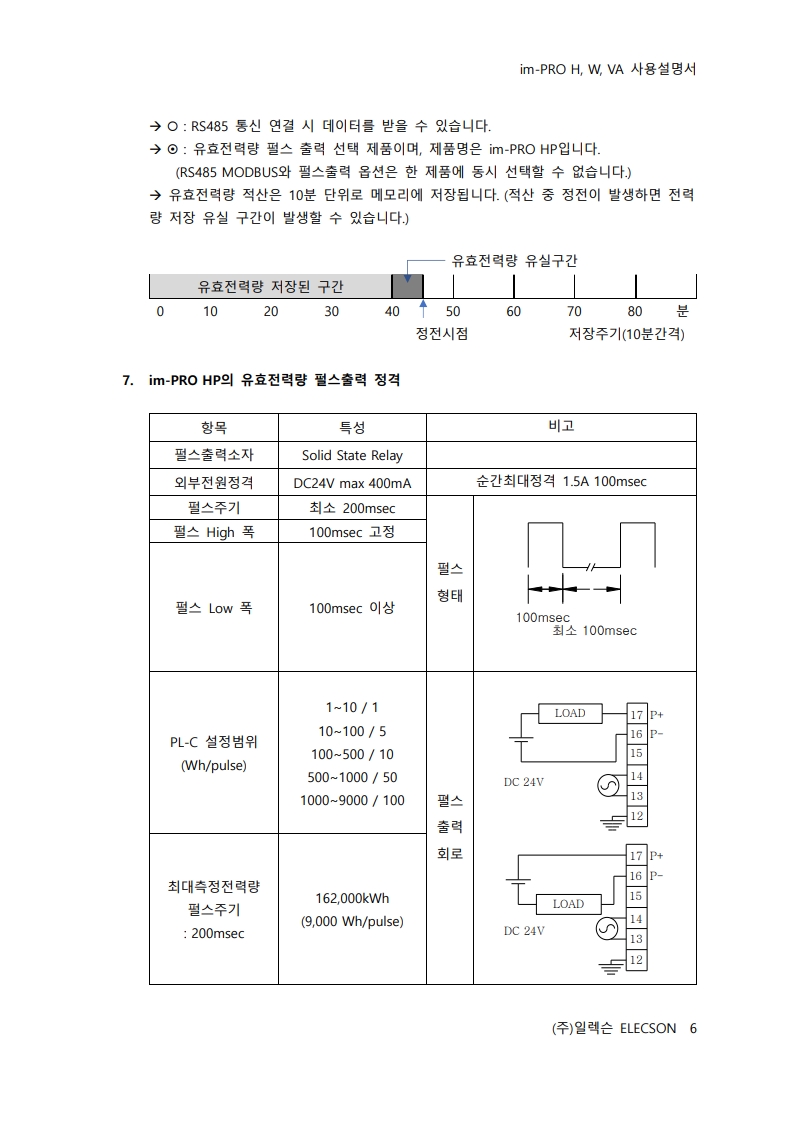 im-PRO H, W, VA 사용설명서
→ ○ : RS485 통신 연결 시 데이터를 받을 수 있습니다.
→ ⊙ : 유효전력량 펄스 출력 선택 제품이며, 제품명은 im-PRO HP입니다.
(RS485 MODBUS와 펄스출력 옵션은 한 제품에 동시 선택할 수 없습니다.)
→ 유효전력량 적산은 10분 단위로 메모리에 저장됩니다. (적산 중 정전이 발생하면 전력
량 저장 유실 구간이 발생할 수 있습니다.)
유효전력량 유실구간
유효전력량 저장된 구간
0 10 20 30 40 50 60 70 80 분
정전시점 저장주기(10분간격)
7. im-PRO HP의 유효전력량 펄스출력 정격
항목 특성 비고
펄스출력소자 Solid State Relay
외부전원정격 DC24V max 400mA 순간최대정격 1.5A 100msec
펄스주기 최소 200msec
펄스 High 폭 100msec 고정
펄스 Low 폭 100msec 이상
펄스
형태
100msec
최소 100msec
PL-C 설정범위
(Wh/pulse)
1~10 / 1
10~100 / 5
100~500 / 10
500~1000 / 50
1000~9000 / 100
펄스
출력
회로
LOAD
17 P+
16 P-
15
DC 24V
14
13
12
최대측정전력량
펄스주기
: 200msec
162,000kWh
(9,000 Wh/pulse)
17 P+
16 P-
15
LOAD
DC 24V
14
13
12
(주)일렉슨 ELECSON 6